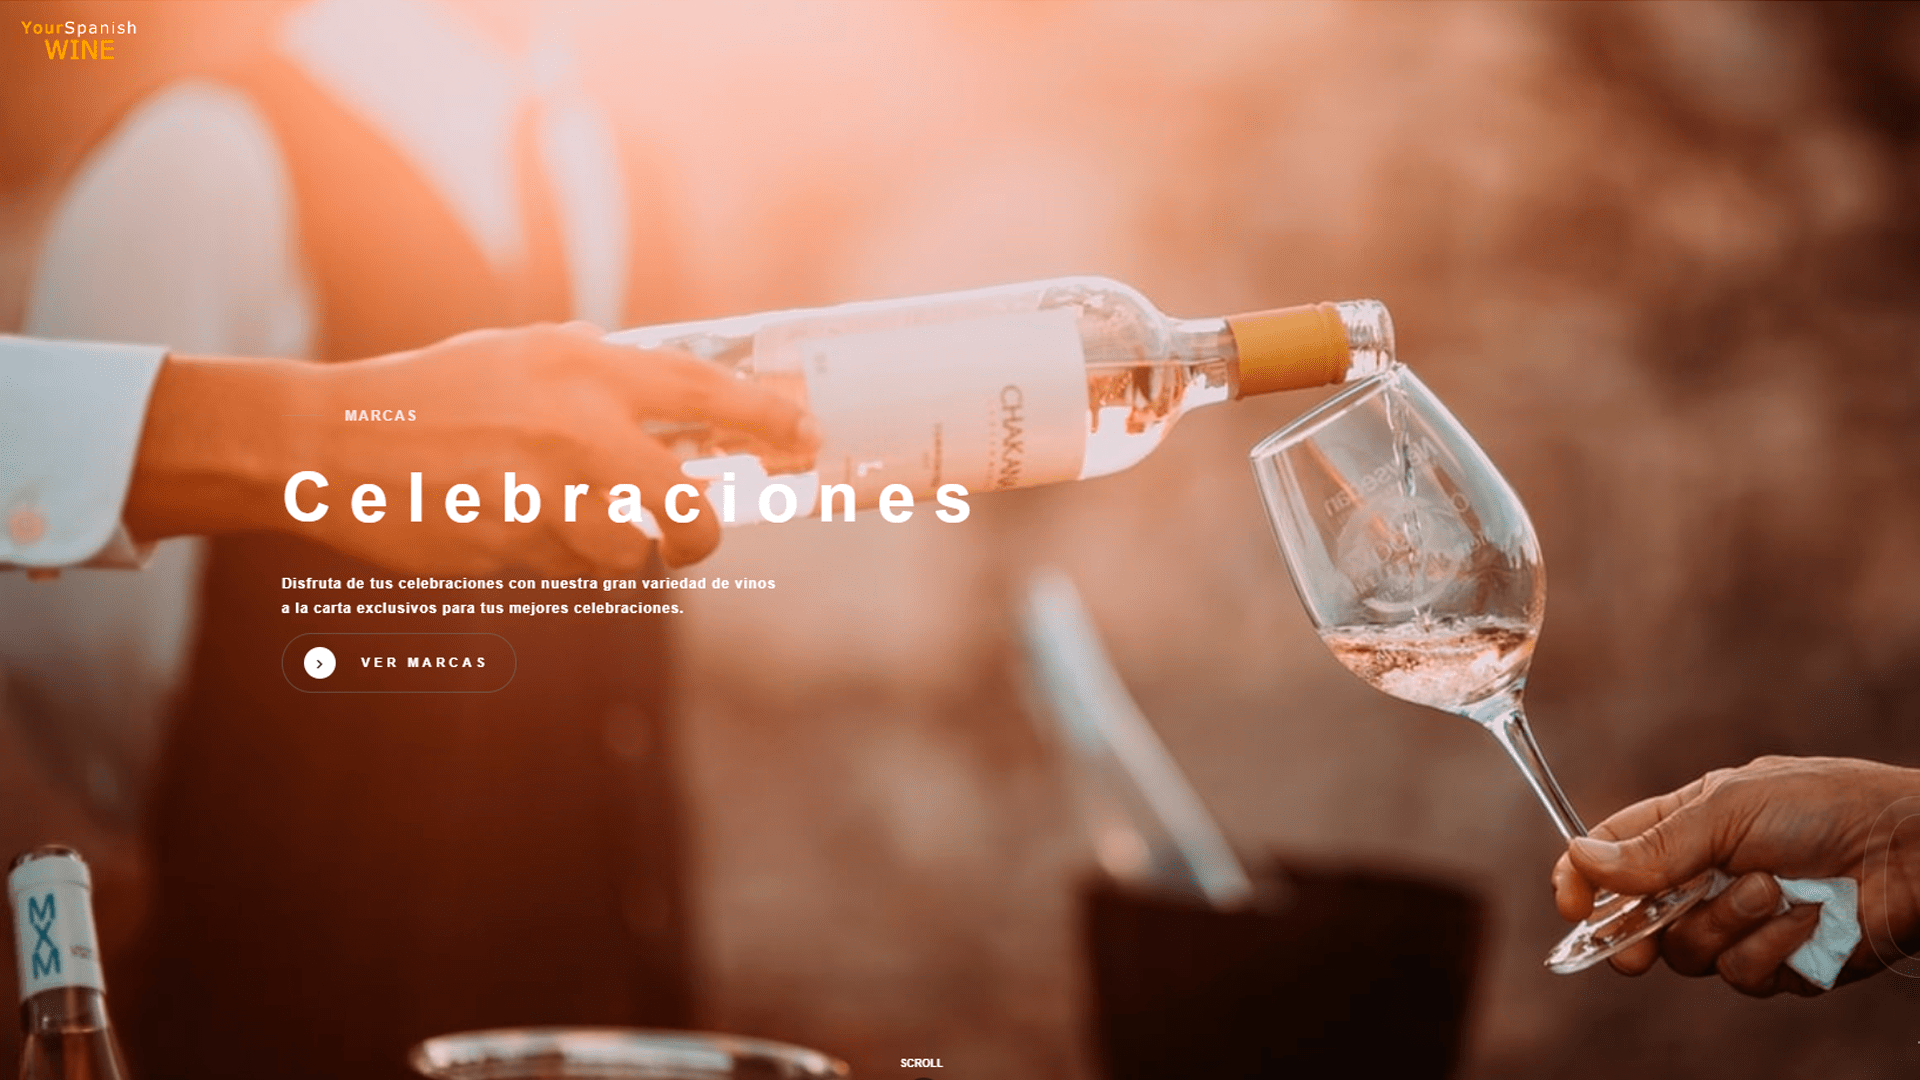 YourSpanish
WINE
MARCAS
Celebraciones
Disfruta de tus celebraciones con nuestra gran variedad de vinos
a la carta exclusivos para tus mejores celebraciones.
VER MARCAS
MXM
SCROLL